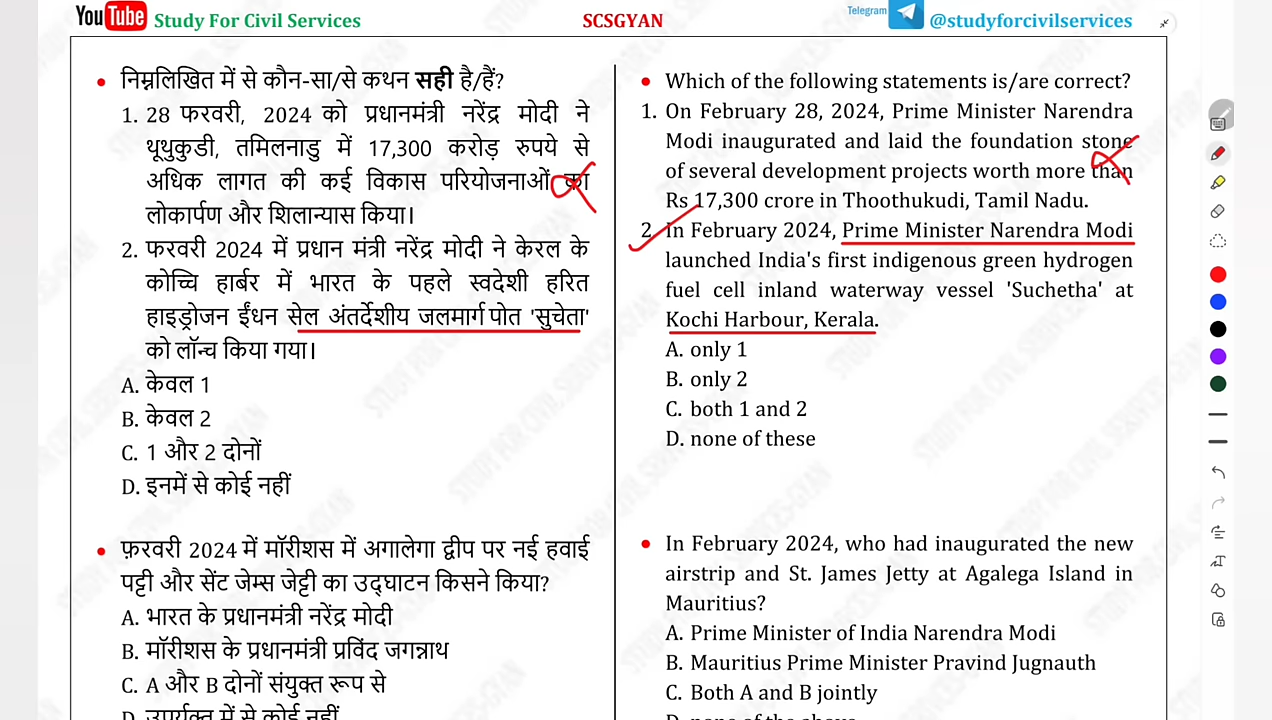 YouTube Study For Civil Services
SCSGYAN
Telegram
@studyforcivilservices
• निम्नलिखित में से कौन-सा/से कथन सही है/हैं?
1. 28 फरवरी, 2024 को प्रधानमंत्री नरेंद्र मोदी ने
थूथुकुडी, तमिलनाडु में 17,300 करोड़ रुपये से
अधिक लागत की कई विकास परियोजनाओं का
लोकार्पण और शिलान्यास किया।
2. फरवरी 2024 में प्रधान मंत्री नरेंद्र मोदी ने केरल के
कोच्चि हार्बर में भारत के पहले स्वदेशी हरित
हाइड्रोजन ईंधन सेल अंतर्देशीय जलमार्ग पोत 'सुचेता'
को लॉन्च किया गया।
A. केवल 1
B. केवल 2
C. 1 और 2 दोनों
D. इनमें से कोई नहीं
• फ़रवरी 2024 में मॉरीशस में अगालेगा द्वीप पर नई हवाई
पट्टी और सेंट जेम्स जेट्टी का उद्घाटन किसने किया?
A. भारत के प्रधानमंत्री नरेंद्र मोदी
B. मॉरीशस के प्रधानमंत्री प्रविंद जगन्नाथ
C. A और B दोनों संयुक्त रूप से
D. उपर्युक्त में से कोई नहीं
• Which of the following statements is/are correct?
1. On February 28, 2024, Prime Minister Narendra
Modi inaugurated and laid the foundation stone
of several development projects worth more than
Rs 17,300 crore in Thoothukudi, Tamil Nadu.
2. In February 2024, Prime Minister Narendra Modi
launched India's first indigenous green hydrogen
fuel cell inland waterway vessel 'Suchetha' at
Kochi Harbour, Kerala.
A. only 1
B. only 2
C. both 1 and 2
D. none of these
• In February 2024, who had inaugurated the new
airstrip and St. James Jetty at Agalega Island in
Mauritius?
A. Prime Minister of India Narendra Modi
B. Mauritius Prime Minister Pravind Jugnauth
C. Both A and B jointly
D. none of the above